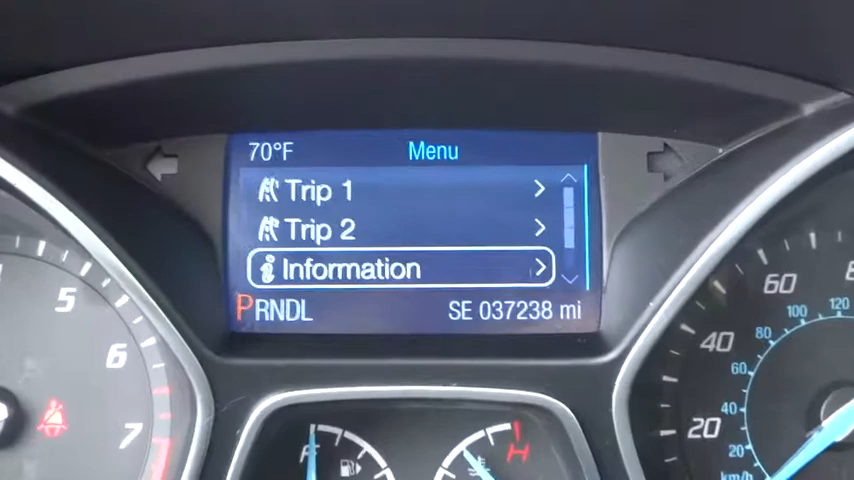 70°F Menu
Trip 1
Trip 2
Information
PRNDL SE 037238 mi
5
6
7
F
H
60
40
20
120
100
80
60
40
20
km/h